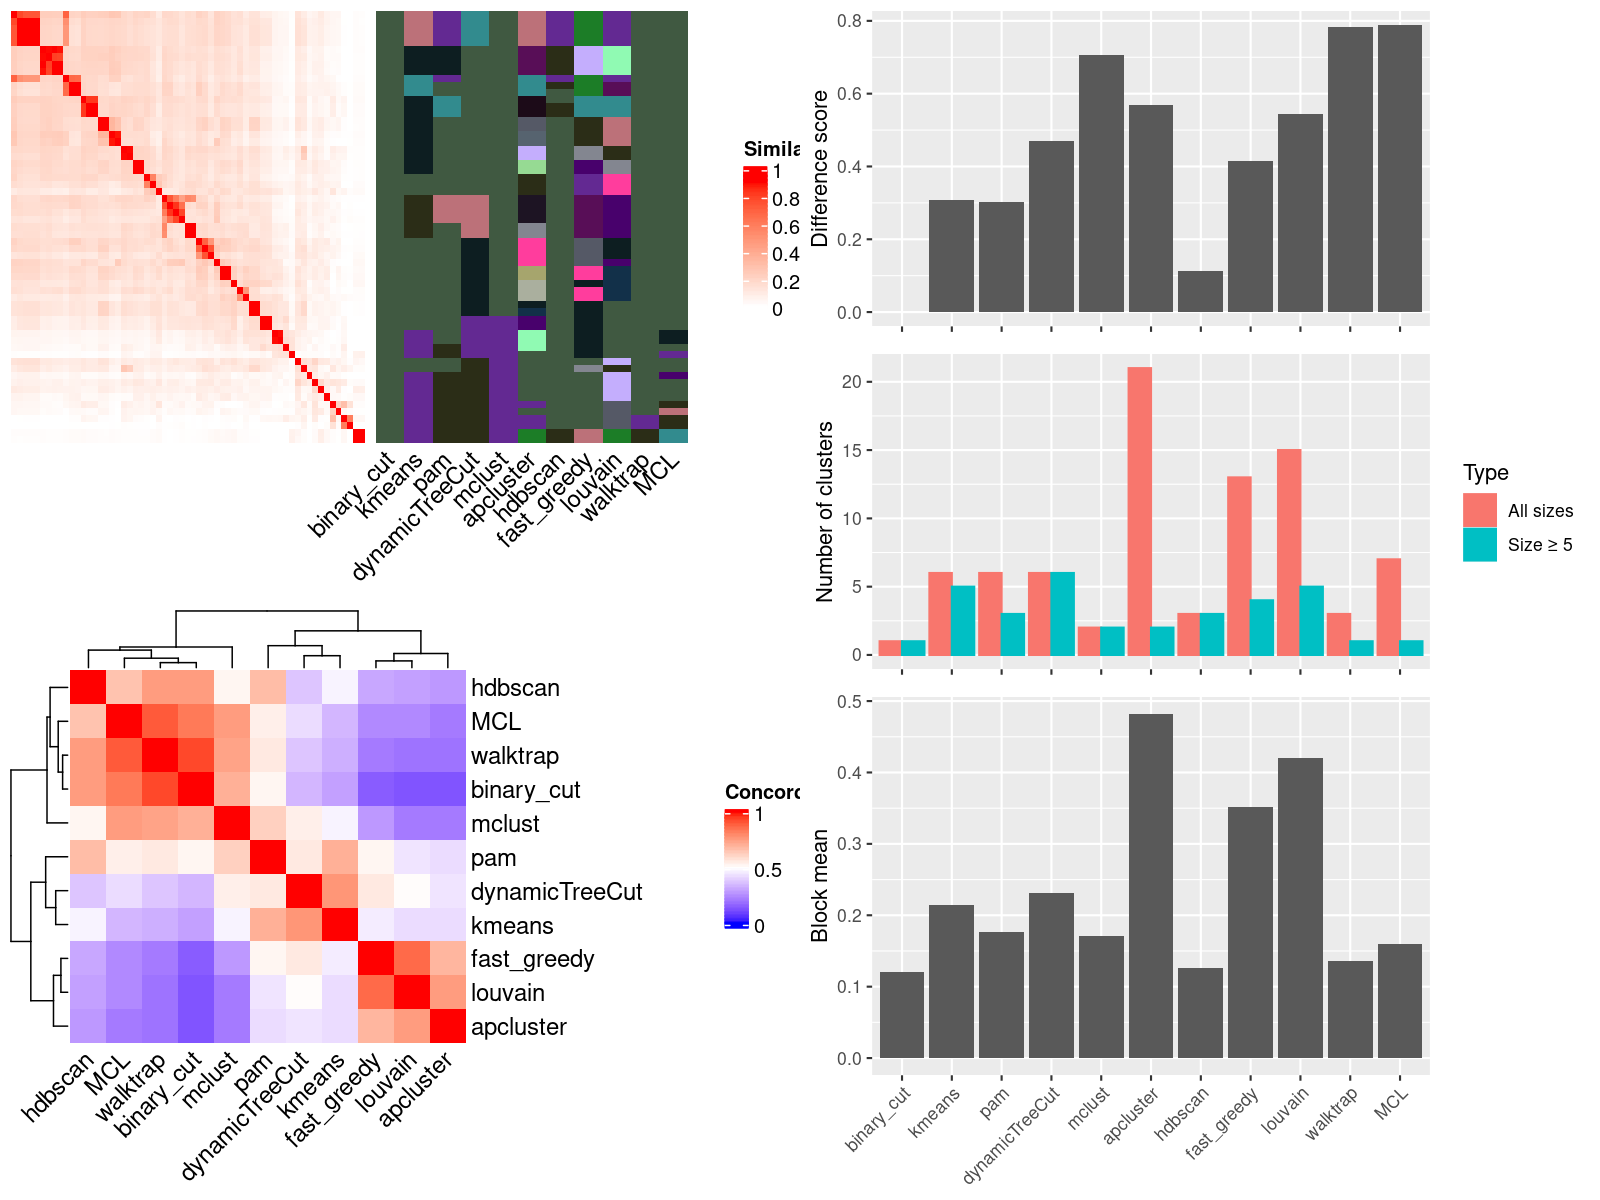 Simila
1
0.8
0.6
0.4
0.2
0
binary_cut
kmeans
pam
dynamicTreeCut
mclust
apcluster
hdbscan
fast_greedy
louvain
walktrap
MCL
hdbscan
MCL
walktrap
binary_cut
mclust
pam
dynamicTreeCut
kmeans
fast_greedy
louvain
apcluster
hdbscan
MCL
walktrap
binary_cut
mclust
pam
dynamicTreeCut
kmeans
fast_greedy
louvain
apcluster
Concord
1
0.5
0
Difference score
0.8
0.6
0.4
0.2
0.0
Number of clusters
20
15
10
5
0
Type
All sizes
Size ≥ 5
Block mean
0.5
0.4
0.3
0.2
0.1
0.0
binary_cut
kmeans
pam
dynamicTreeCut
mclust
apcluster
hdbscan
fast_greedy
louvain
walktrap
MCL